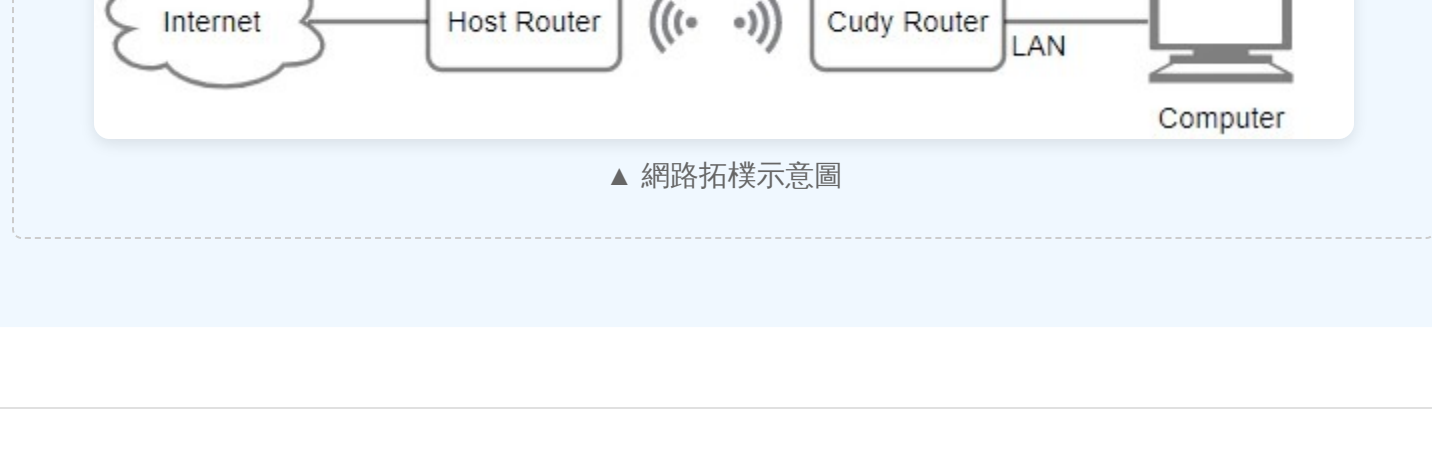 Internet
Host Router
Cudy Router
LAN
Computer
▲ 網路拓樸示意圖